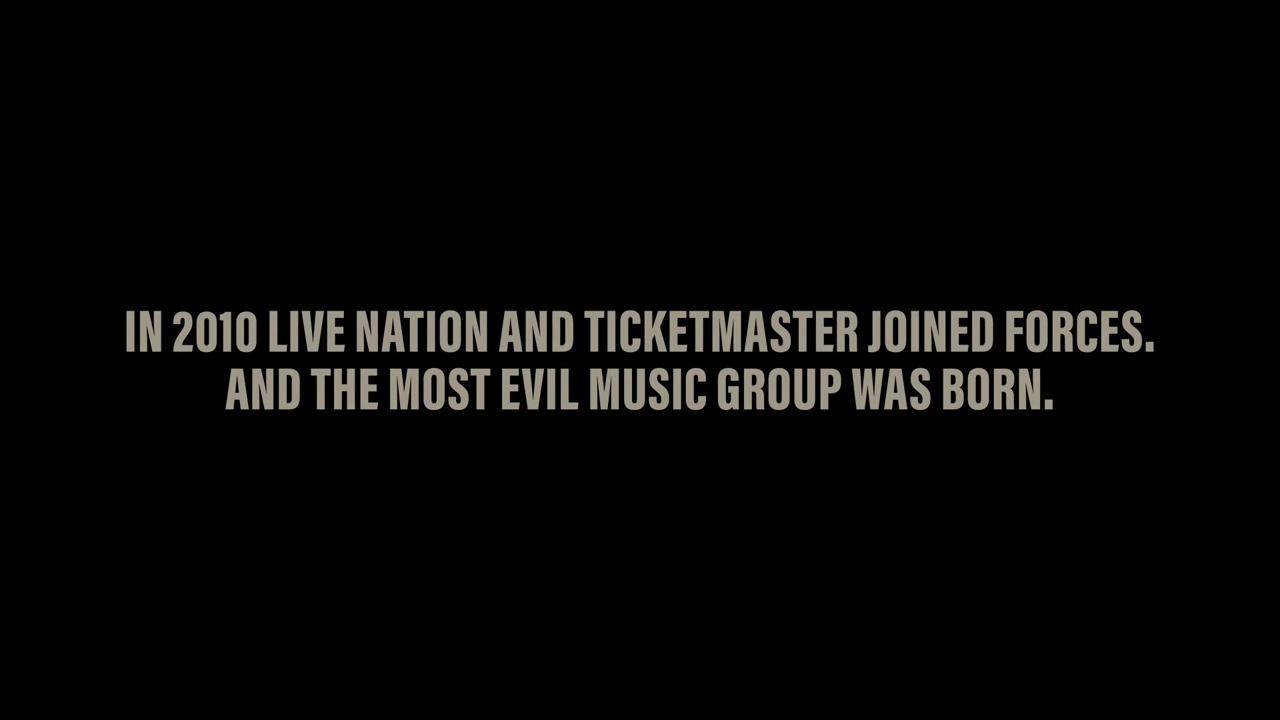 IN 2010 LIVE NATION AND TICKETMASTER JOINED FORCES.
AND THE MOST EVIL MUSIC GROUP WAS BORN.